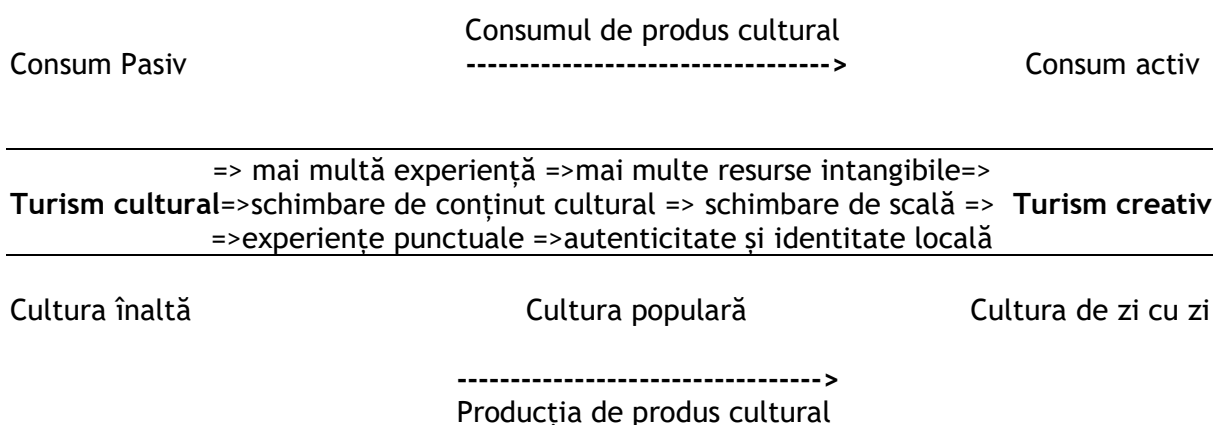 Consumul de produs cultural
Consum Pasiv ----------------------------------> Consum activ
=> mai multă experiență =>mai multe resurse intangibile=>
Turism cultural=>schimbare de conținut cultural => schimbare de scală => Turism creativ
=>experiențe punctuale =>autenticitate și identitate locală
Cultura înaltă Cultura populară Cultura de zi cu zi
---------------------------------->
Producția de produs cultural